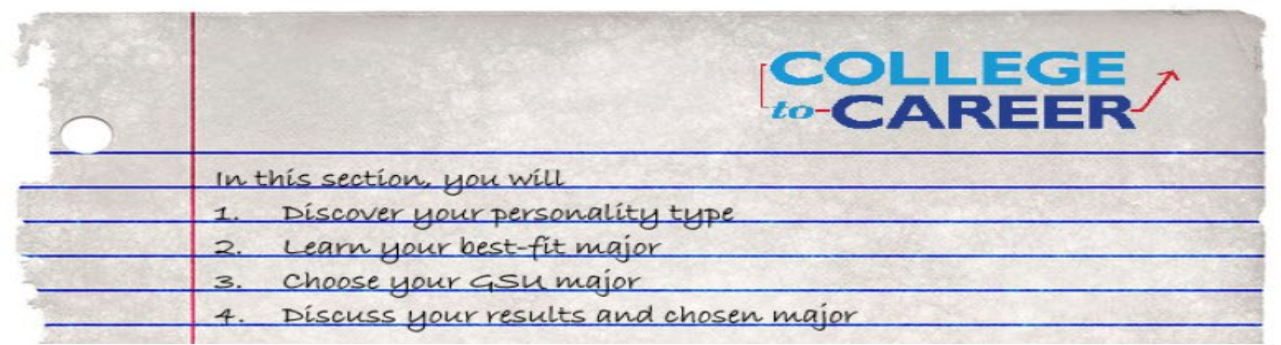 COLLEGE
to CAREER
In this section, you will
1. Discover your personality type
2. Learn your best-fit major
3. Choose your GSU major
4. Discuss your results and chosen major